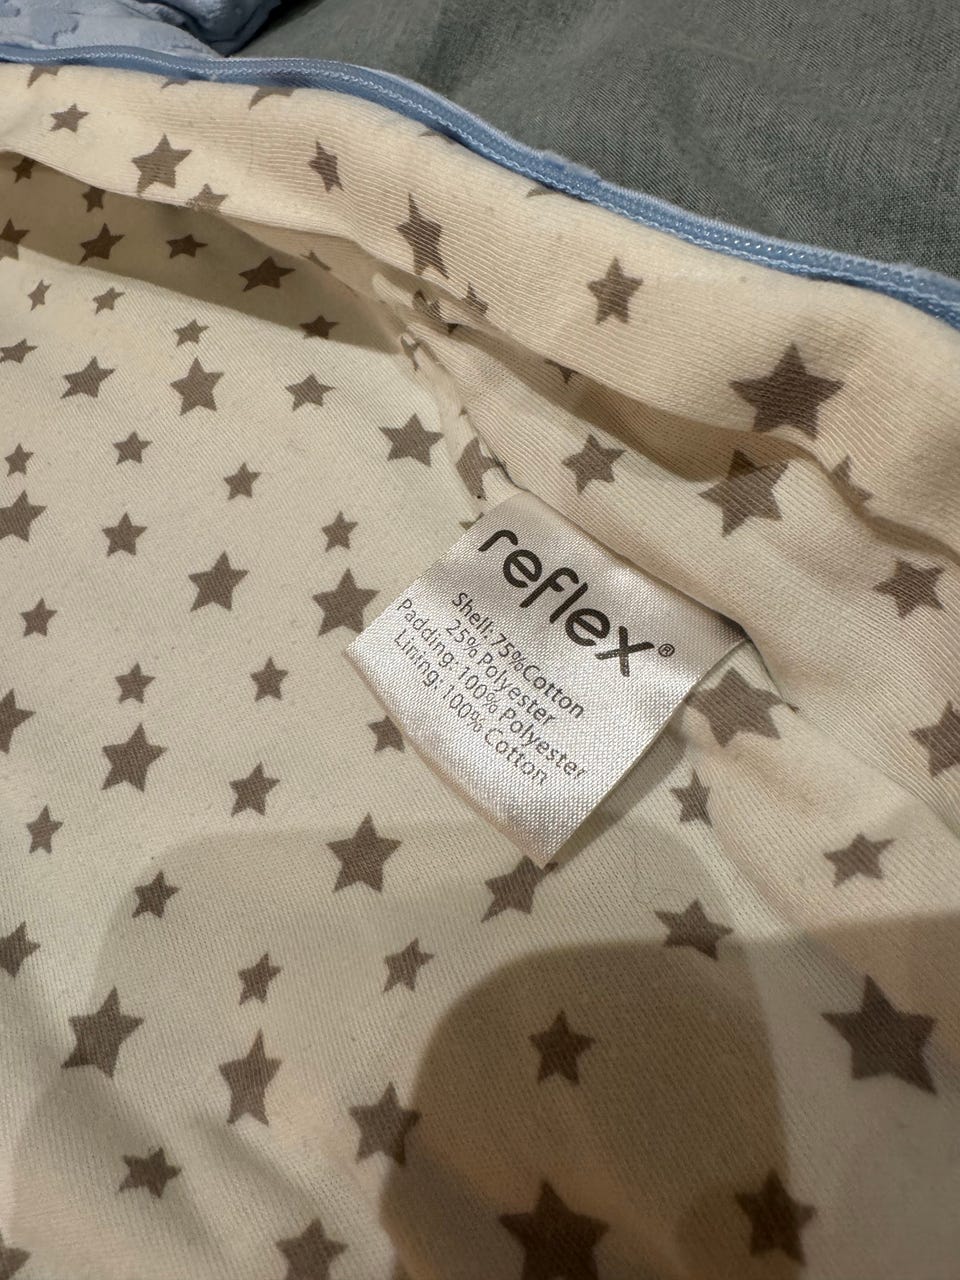 reflex®
Shell: 75%Cotton
25% Polyester
Padding: 100% Polyester
Lining: 100% Cotton